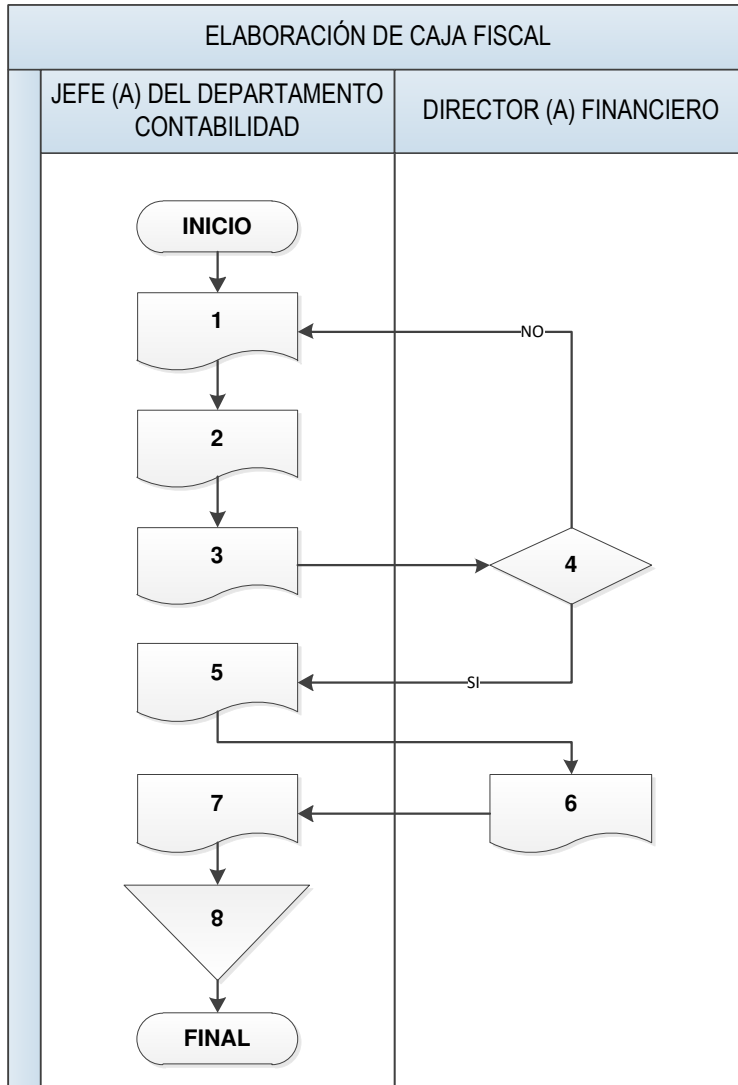 ELABORACIÓN DE CAJA FISCAL
JEFE (A) DEL DEPARTAMENTO
CONTABILIDAD
DIRECTOR (A) FINANCIERO
INICIO
1
NO
2
3
4
5
SI
7
6
8
FINAL